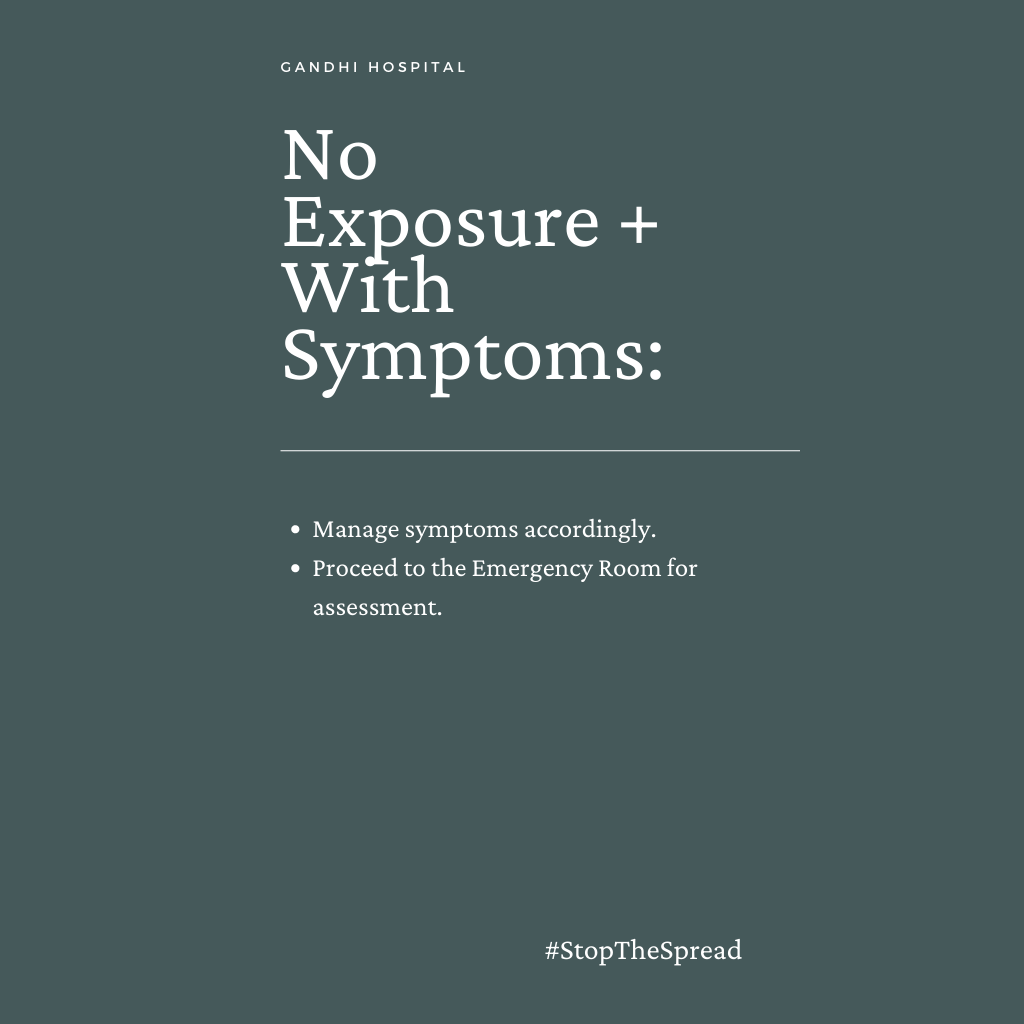 GANDHI HOSPITAL
No
Exposure +
With
Symptoms:
• Manage symptoms accordingly.
• Proceed to the Emergency Room for
assessment.
#StopTheSpread